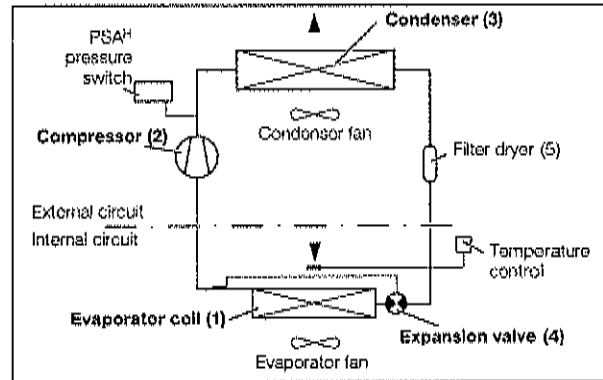 PSAH
pressure
switch
Condenser (3)
Condensor fan
Compressor (2)
Filter dryer (5)
External circuit
Internal circuit
Temperature
control
Evaporator coil (1)
Expansion valve (4)
Evaporator fan